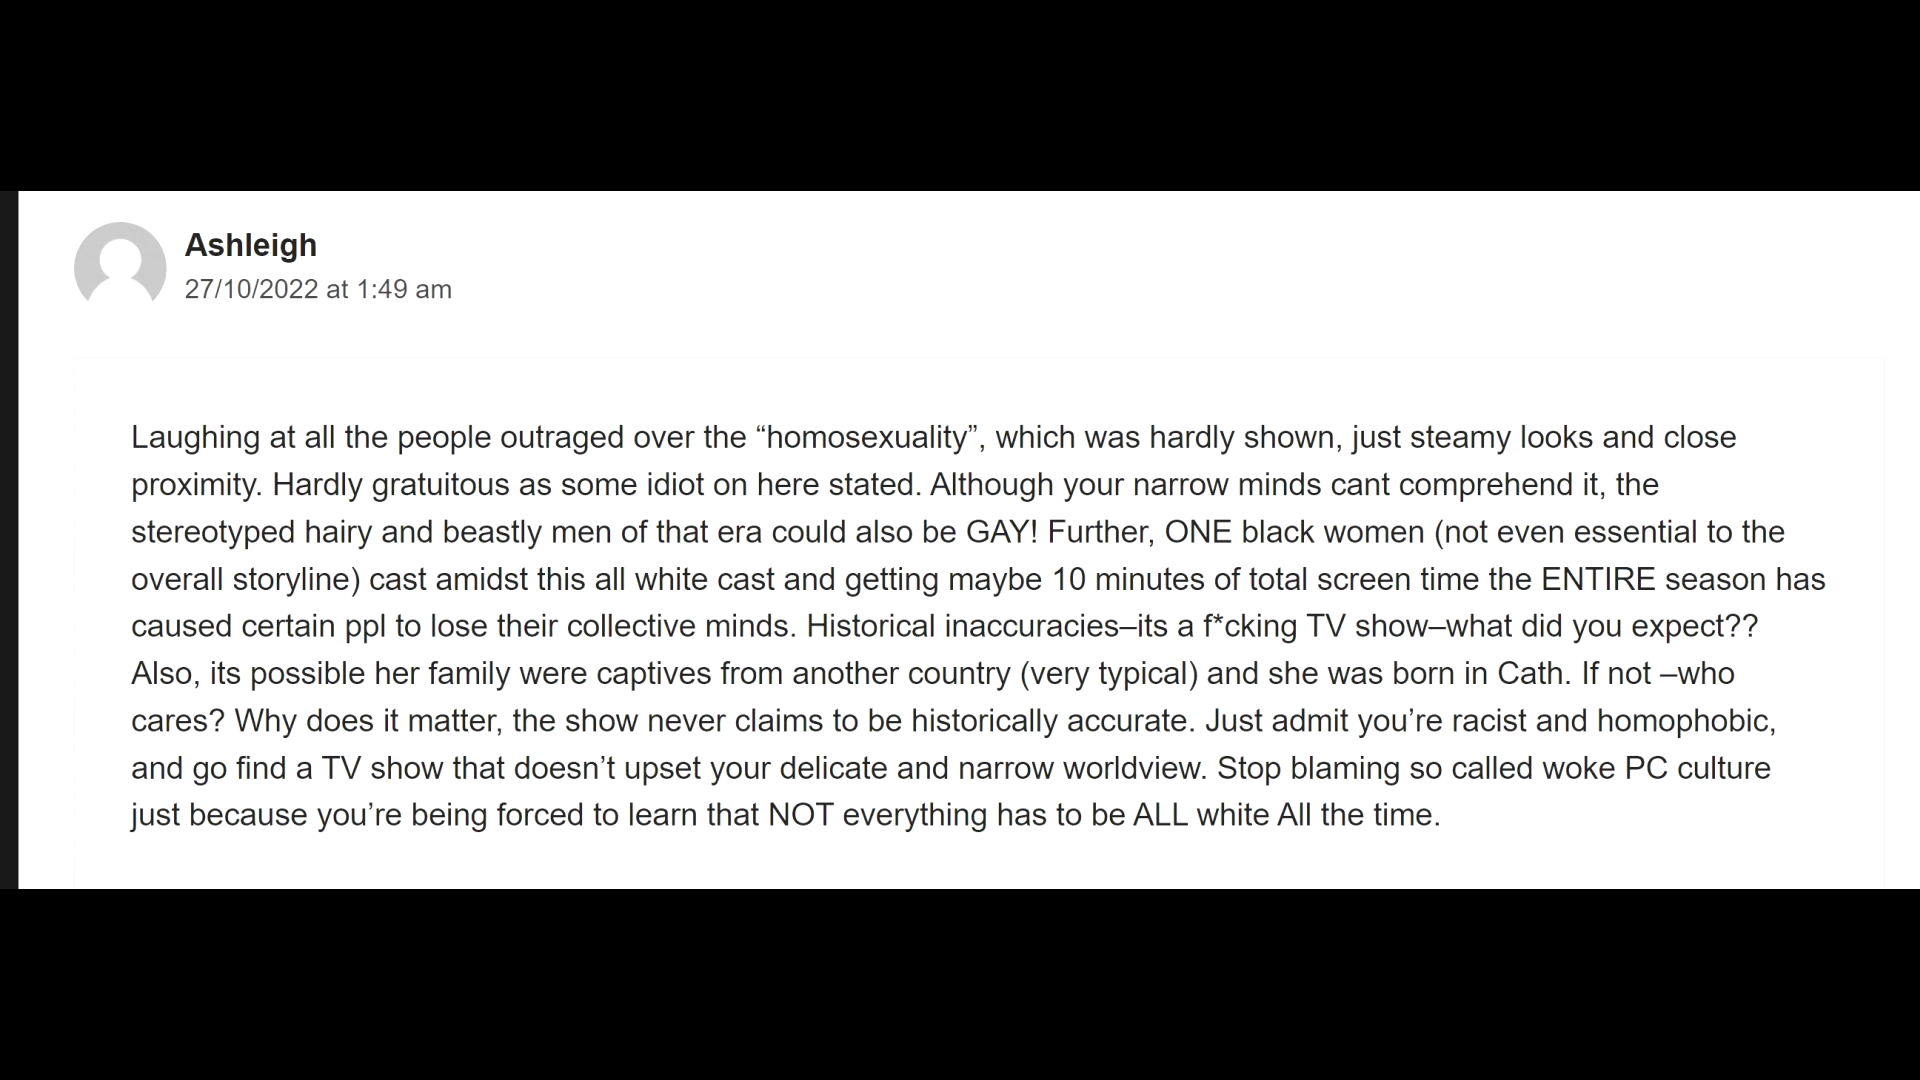 Ashleigh
27/10/2022 at 1:49 am
Laughing at all the people outraged over the “homosexuality”, which was hardly shown, just steamy looks and close
proximity. Hardly gratuitous as some idiot on here stated. Although your narrow minds cant comprehend it, the
stereotyped hairy and beastly men of that era could also be GAY! Further, ONE black women (not even essential to the
overall storyline) cast amidst this all white cast and getting maybe 10 minutes of total screen time the ENTIRE season has
caused certain ppl to lose their collective minds. Historical inaccuracies–its a f*cking TV show–what did you expect??
Also, its possible her family were captives from another country (very typical) and she was born in Cath. If not –who
cares? Why does it matter, the show never claims to be historically accurate. Just admit you’re racist and homophobic,
and go find a TV show that doesn’t upset your delicate and narrow worldview. Stop blaming so called woke PC culture
just because you’re being forced to learn that NOT everything has to be ALL white All the time.